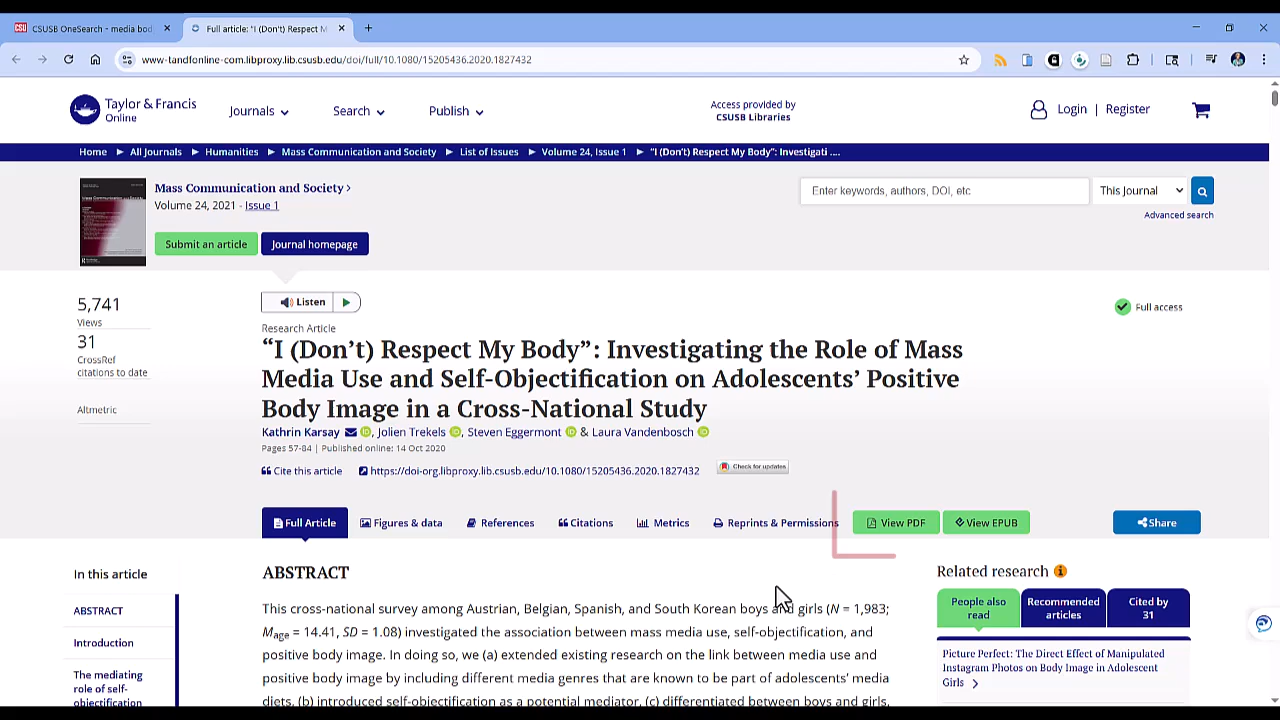 CSU CSUSB OneSearch - media bod
Full article: "I (Don't) Respect M
www-tandfonline-com.libproxy.lib.csusb.edu/doi/full/10.1080/15205436.2020.1827432
Taylor & Francis
Online
Journals
Search
Publish
Access provided by
CSUSB Libraries
Login | Register
Home All Journals Humanities Mass Communication and Society List of Issues Volume 24, Issue 1 "I (Don't) Respect My Body": Investigati ....
Mass Communication and Society
Volume 24, 2021 - Issue 1
Submit an article
Journal homepage
Enter keywords, authors, DOI, etc
This Journal
Advanced search
5,741
Views
31
CrossRef
citations to date
Altmetric
Listen
Full access
Research Article
“I (Don’t) Respect My Body”: Investigating the Role of Mass
Media Use and Self-Objectification on Adolescents’ Positive
Body Image in a Cross-National Study
Kathrin Karsay, Jolien Trekels, Steven Eggermont & Laura Vandenbosch
Pages 57-84 | Published online: 14 Oct 2020
Cite this article
https://doi-org.libproxy.lib.csusb.edu/10.1080/15205436.2020.1827432
Check for updates
Full Article
Figures & data
References
Citations
Metrics
Reprints & Permissions
View PDF
View EPUB
Share
In this article
ABSTRACT
Introduction
The mediating
role of self-
objectification
ABSTRACT
This cross-national survey among Austrian, Belgian, Spanish, and South Korean boys and girls (N = 1,983;
Mage = 14.41, SD = 1.08) investigated the association between mass media use, self-objectification, and
positive body image. In doing so, we (a) extended existing research on the link between media use and
positive body image by including different media genres that are known to be part of adolescents’ media
diets, (b) introduced self-objectification as a potential mediator, (c) differentiated between boys and girls,
Related research
People also
read
Recommended
articles
Cited by
31
Picture Perfect: The Direct Effect of Manipulated
Instagram Photos on Body Image in Adolescent
Girls